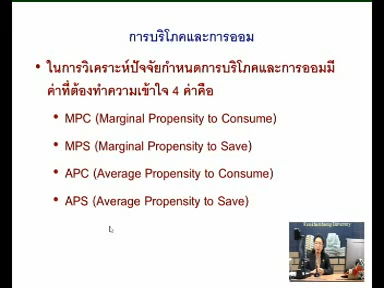 การบริโภคและการออม
• ในการวิเคราะห์ปัจจัยกำหนดการบริโภคและการออมมี
ค่าที่ต้องทำความเข้าใจ 4 ค่าคือ
• MPC (Marginal Propensity to Consume)
• MPS (Marginal Propensity to Save)
• APC (Average Propensity to Consume)
• APS (Average Propensity to Save)